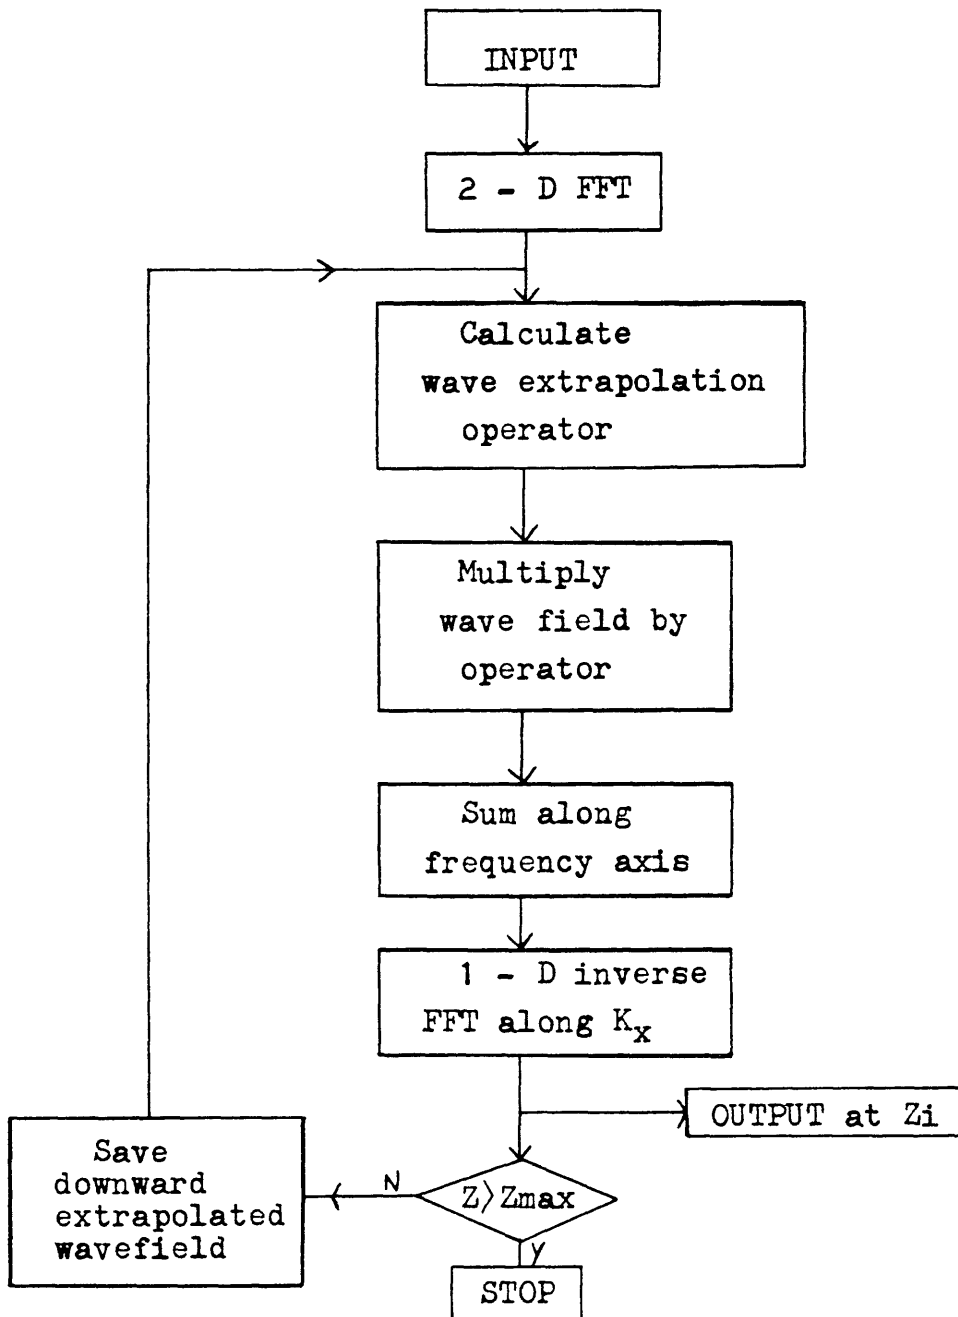 INPUT
2 - D FFT
Calculate
wave extrapolation
operator
Multiply
wave field by
operator
Sum along
frequency axis
1 - D inverse
FFT along Kx
OUTPUT at Zi
Z>Zmax
N
Save
downward
extrapolated
wavefield
Y
STOP